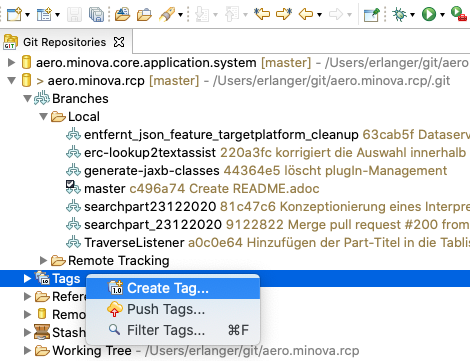 Git Repositories
aero.minova.core.application.system [master] - /Users/erlanger/git/aero
> aero.minova.rcp [master] - /Users/erlanger/git/aero.minova.rcp/.git
Branches
Local
entfernt_json_feature_targetplatform_cleanup 63cab5f Dataserv
erc-lookup2textassist 220a3fc korrigiert die Auswahl innerhalb
generate-jaxb-classes 44364e5 löscht plugIn-Management
master c496a74 Create README.adoc
searchpart23122020 81c47c6 Konzeptionierung eines Interpre
searchpart_23122020 9122822 Merge pull request #200 from
TraverseListener a0c0e64 Hinzufügen der Part-Titel in die Tablis
Remote Tracking
Tags
Create Tag...
Refere
Push Tags...
Remo
Filter Tags... ⌘F
Stash
Working Tree - /Users/erlanger/git/aero.minova.rcp